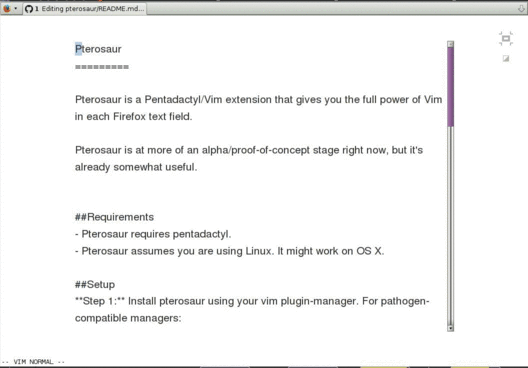 1 Editing pterosaur/README.md...
Pterosaur
=========
Pterosaur is a Pentadactyl/Vim extension that gives you the full power of Vim
in each Firefox text field.
Pterosaur is at more of an alpha/proof-of-concept stage right now, but it's
already somewhat useful.
##Requirements
- Pterosaur requires pentadactyl.
- Pterosaur assumes you are using Linux. It might work on OS X.
##Setup
**Step 1:** Install pterosaur using your vim plugin-manager. For pathogen-
compatible managers:
-- VIM NORMAL --